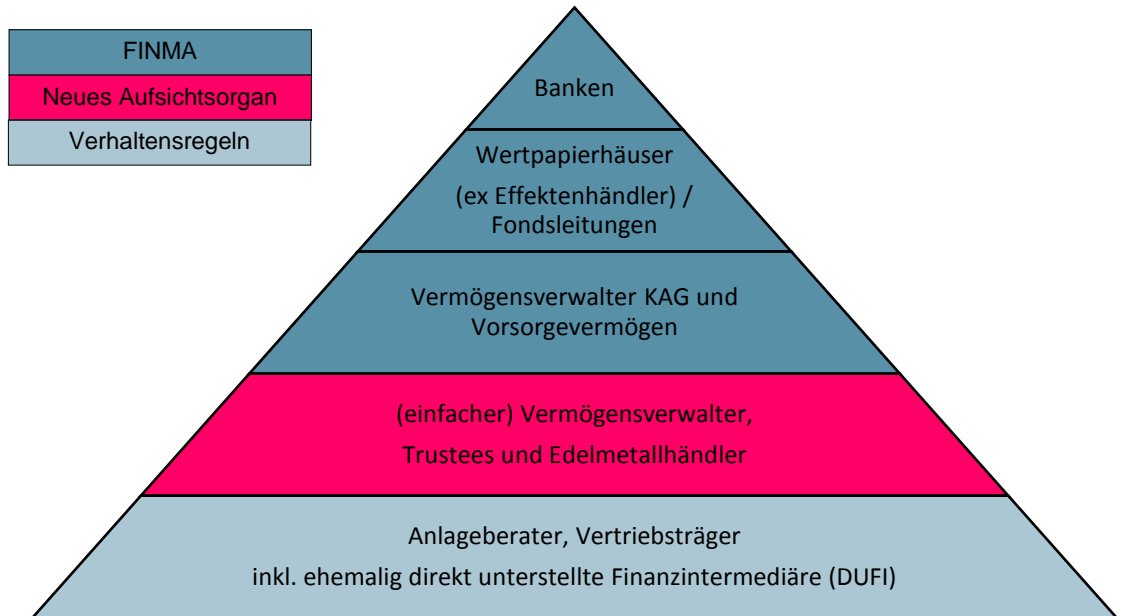 FINMA
Neues Aufsichtsorgan
Verhaltensregeln
Banken
Wertpapierhäuser
(ex Effektenhändler) /
Fondsleitungen
Vermögensverwalter KAG und
Vorsorgevermögen
(einfacher) Vermögensverwalter,
Trustees und Edelmetallhändler
Anlageberater, Vertriebsträger
inkl. ehemalig direkt unterstellte Finanzintermediäre (DUFI)